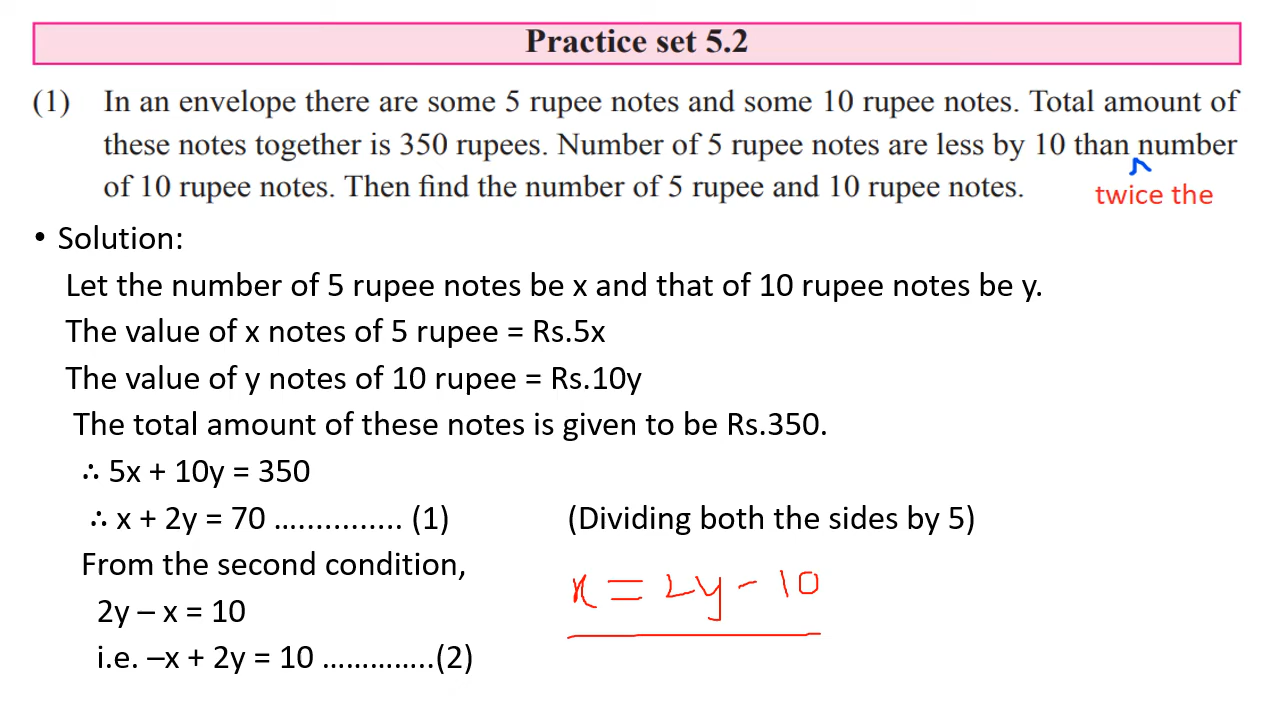 Practice set 5.2
(1) In an envelope there are some 5 rupee notes and some 10 rupee notes. Total amount of
these notes together is 350 rupees. Number of 5 rupee notes are less by 10 than number
of 10 rupee notes. Then find the number of 5 rupee and 10 rupee notes.
twice the
• Solution:
Let the number of 5 rupee notes be x and that of 10 rupee notes be y.
The value of x notes of 5 rupee = Rs.5x
The value of y notes of 10 rupee = Rs.10y
The total amount of these notes is given to be Rs.350.
∴ 5x + 10y = 350
∴ x + 2y = 70 .............. (1) (Dividing both the sides by 5)
From the second condition,
x = 2y - 10
2y – x = 10
i.e. –x + 2y = 10 ..............(2)